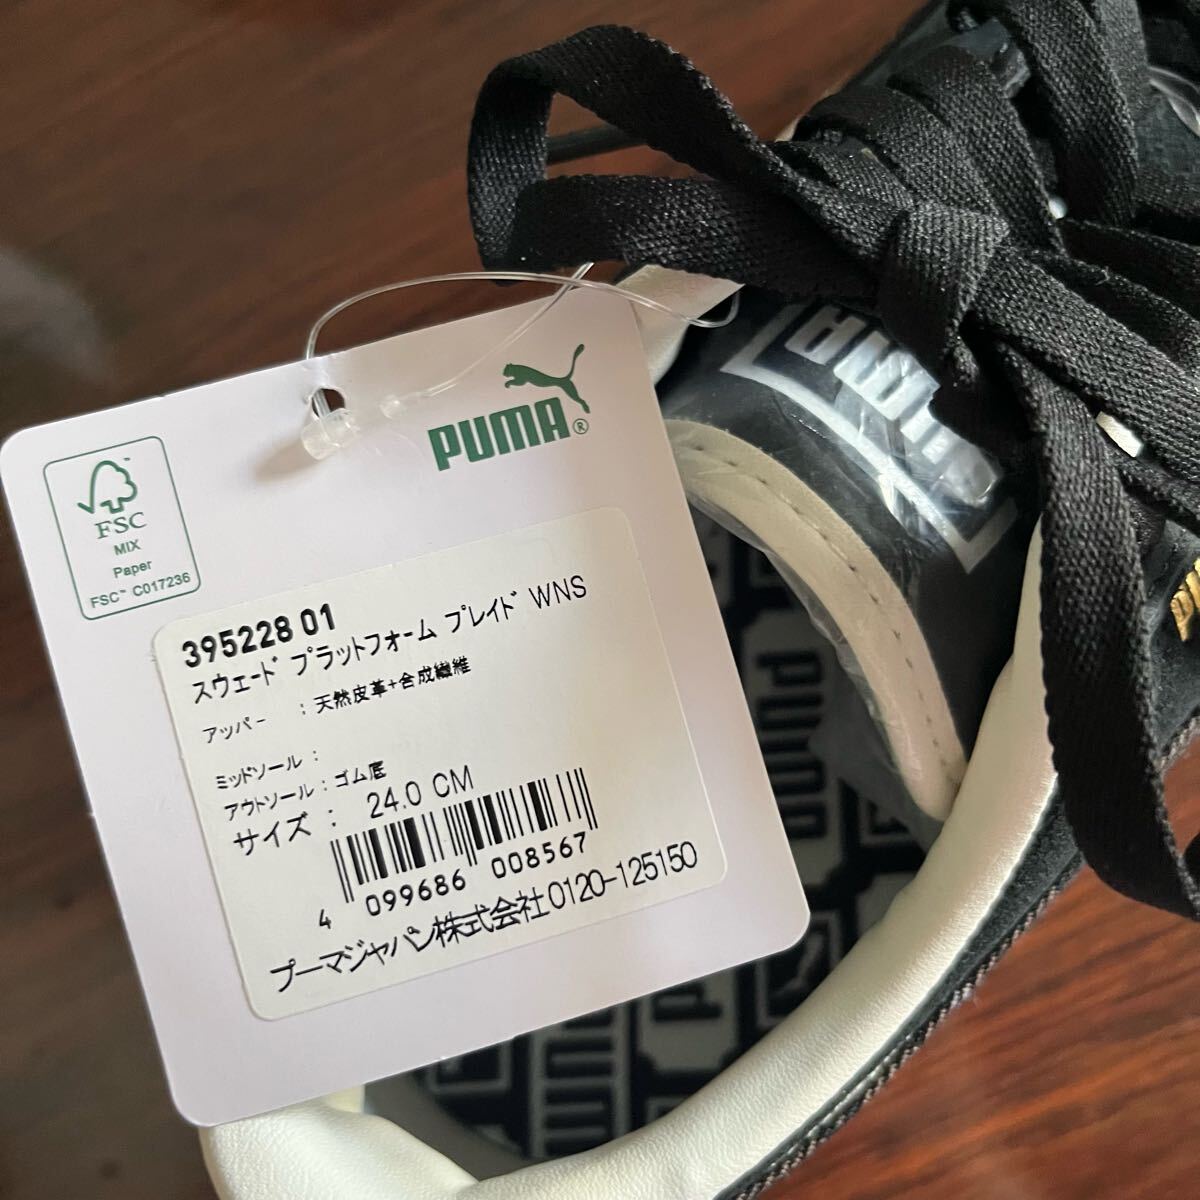 PUMA®
FSC
MIX
Paper
FSC™ C017236
395228 01
スウェード プラットフォーム プレイド WNS
アッパー : 天然皮革+合成繊維
ミッドソール :
アウトソール : ゴム底
サイズ : 24.0 CM
4 099686 008567
プーマジャパン株式会社 0120-125150
PUMA
PUMA
PUMA